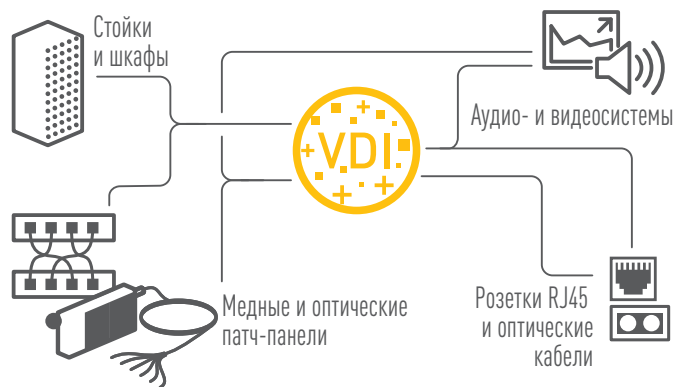 Стойки
и шкафы
Аудио- и видеосистемы
VDI
Медные и оптические
патч-панели
Розетки RJ45
и оптические
кабели